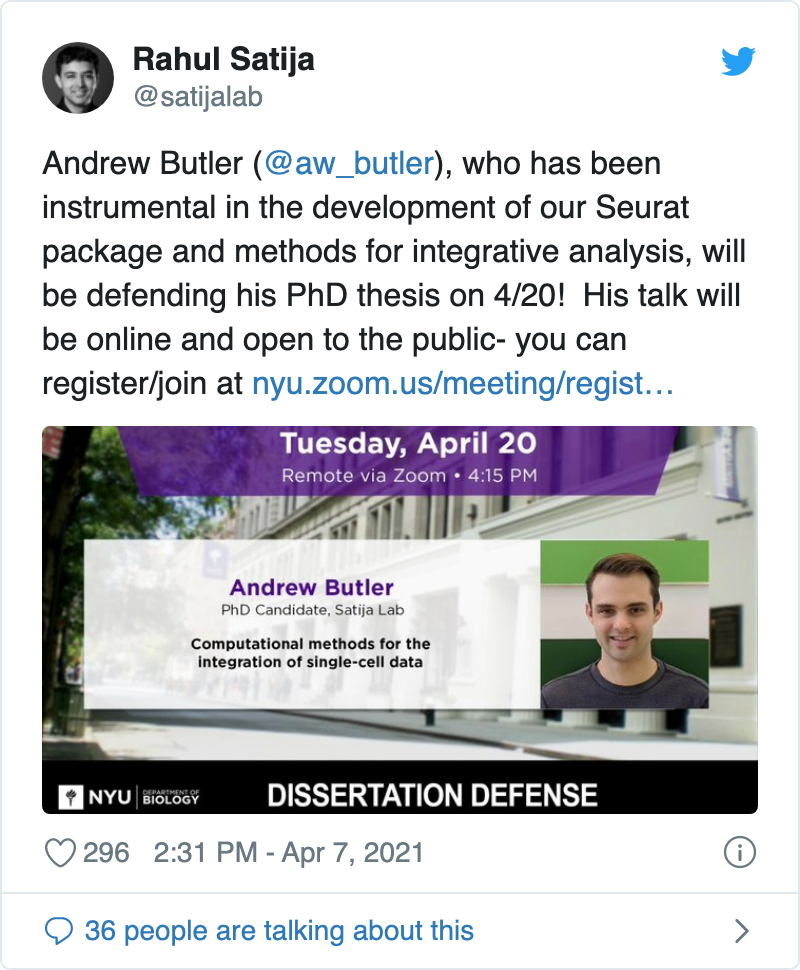 Rahul Satija
@satijalab
Andrew Butler (@aw_butler), who has been
instrumental in the development of our Seurat
package and methods for integrative analysis, will
be defending his PhD thesis on 4/20!  His talk will
be online and open to the public- you can
register/join at nyu.zoom.us/meeting/regist…
Tuesday, April 20
Remote via Zoom • 4:15 PM
Andrew Butler
PhD Candidate, Satija Lab
Computational methods for the
integration of single-cell data
NYU
DEPARTMENT OF
BIOLOGY
DISSERTATION DEFENSE
296 2:31 PM - Apr 7, 2021
36 people are talking about this